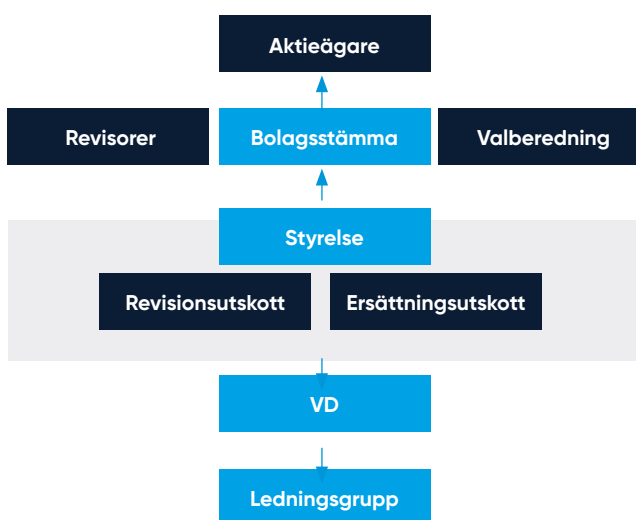 Aktieägare
Revisorer
Bolagsstämma
Valberedning
Styrelse
Revisionsutskott
Ersättningsutskott
VD
Ledningsgrupp